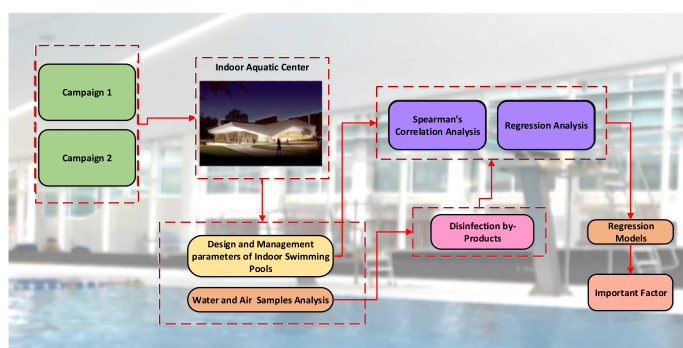 Campaign 1
Campaign 2
Indoor Aquatic Center
Design and Management
parameters of Indoor Swimming
Pools
Water and Air Samples Analysis
Spearman's
Correlation Analysis
Regression Analysis
Disinfection by-
Products
Regression
Models
Important Factor